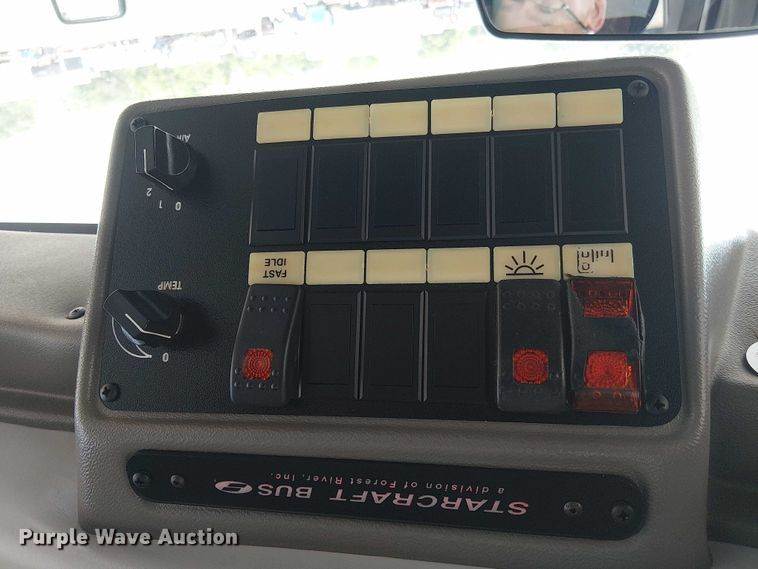 AIR
0 1 2
TEMP
0
FAST
IDLE
STARCRAFT BUS
a division of Forest River, Inc.
Purple Wave Auction